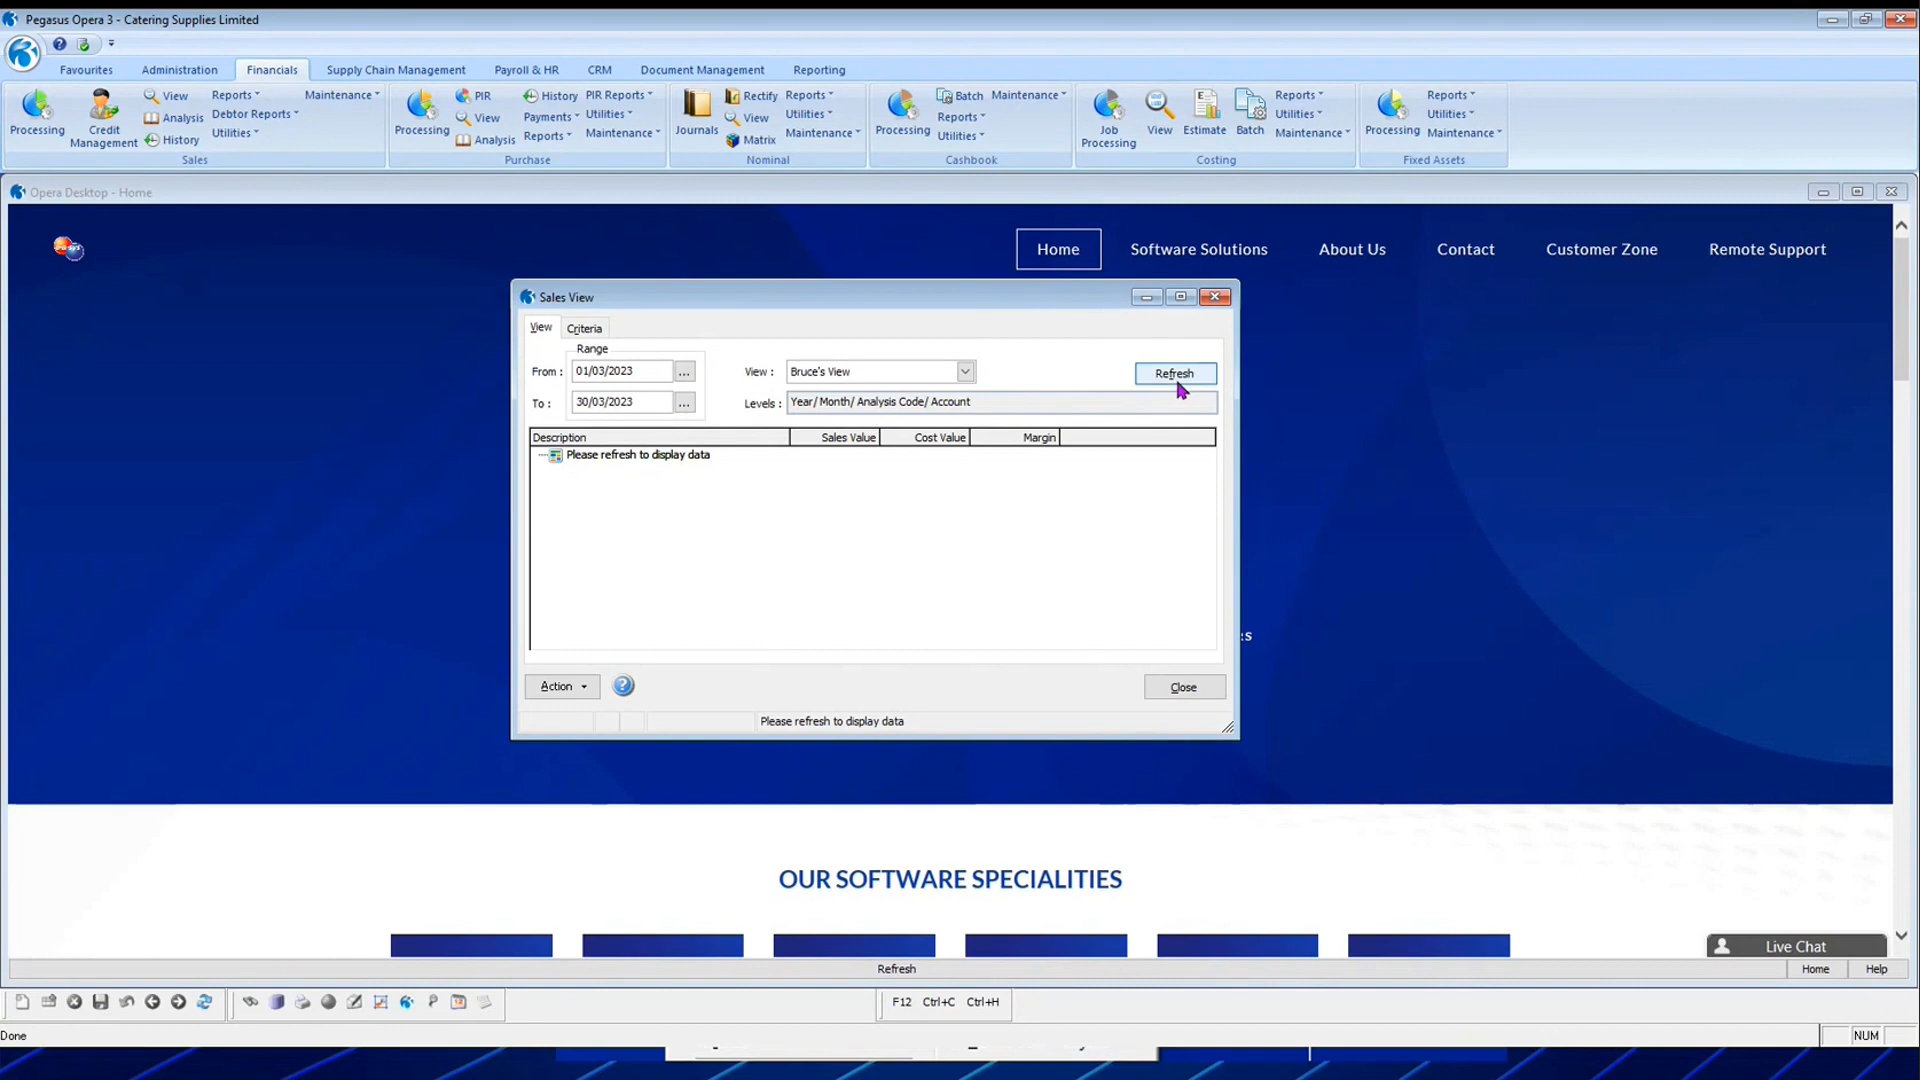 Pegasus Opera 3 - Catering Supplies Limited
Favourites Administration Financials Supply Chain Management Payroll & HR CRM Document Management Reporting
Processing
Credit Management
View
Analysis
History
Reports
Debtor Reports
Utilities
Maintenance
Sales
Processing
PIR
View
Analysis
History
Payments
Reports
PIR Reports
Utilities
Maintenance
Purchase
Journals
Rectify
View
Matrix
Reports
Utilities
Maintenance
Nominal
Processing
Batch
Reports
Utilities
Maintenance
Cashbook
Job Processing
View
Estimate
Batch
Reports
Utilities
Maintenance
Costing
Processing
Reports
Utilities
Maintenance
Fixed Assets
Opera Desktop - Home
Home Software Solutions About Us Contact Customer Zone Remote Support
Sales View
View Criteria
Range
From : 01/03/2023 ... View : Bruce's View Refresh
To : 30/03/2023 ... Levels : Year/ Month/ Analysis Code/ Account
Description Sales Value Cost Value Margin
Please refresh to display data
Action Close
Please refresh to display data
OUR SOFTWARE SPECIALITIES
Live Chat
Refresh Home Help
F12 Ctrl+C Ctrl+H
Done NUM